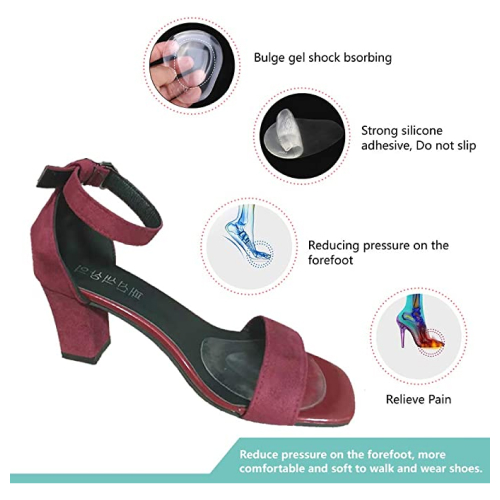 Bulge gel shock bsorbing
Strong silicone
adhesive, Do not slip
Reducing pressure on the
forefoot
Relieve Pain
Reduce pressure on the forefoot, more
comfortable and soft to walk and wear shoes.